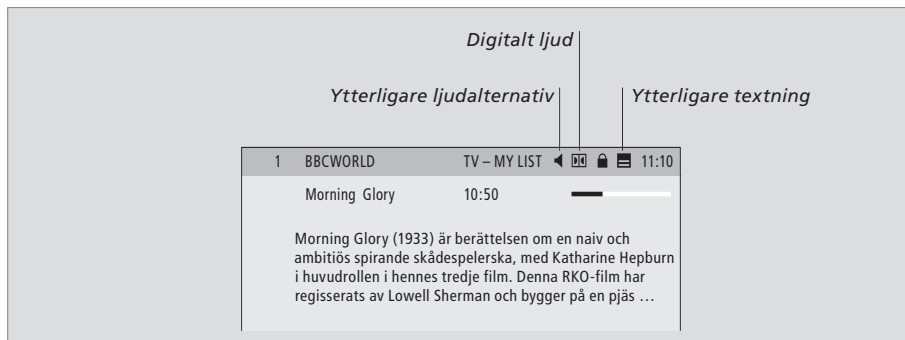 Digitalt ljud
Ytterligare ljudalternativ
Ytterligare textning
1 BBCWORLD TV – MY LIST 11:10
Morning Glory 10:50
Morning Glory (1933) är berättelsen om en naiv och
ambitiös spirande skådespelerska, med Katharine Hepburn
i huvudrollen i hennes tredje film. Denna RKO-film har
regisserats av Lowell Sherman och bygger på en pjäs …